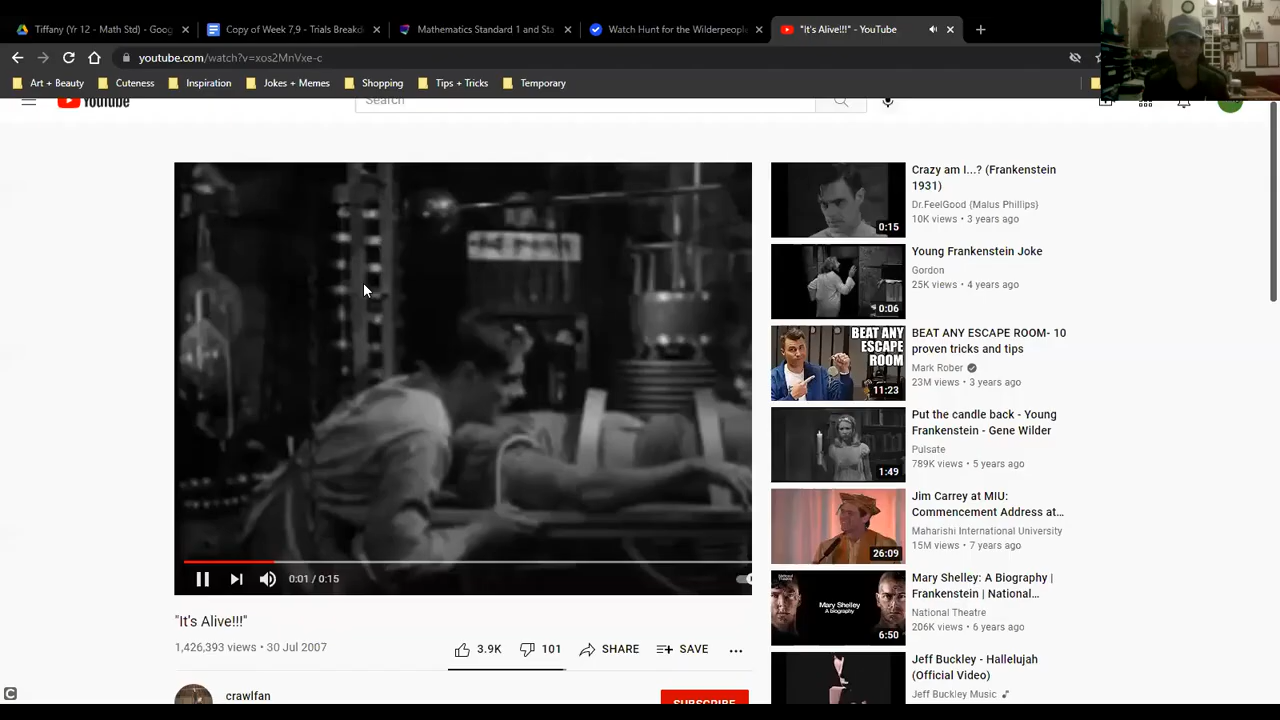 Tiffany (Yr 12 - Math Std) - Goog
Copy of Week 7,9 - Trials Breakd
Mathematics Standard 1 and Sta
Watch Hunt for the Wilderpeople
"It's Alive!!!" - YouTube
youtube.com/watch?v=xos2MnVxe-c
Art + Beauty
Cuteness
Inspiration
Jokes + Memes
Shopping
Tips + Tricks
Temporary
YouTube
Search
Crazy am I...? (Frankenstein
1931)
Dr.FeelGood (Malus Phillips)
10K views • 3 years ago
0:15
Young Frankenstein Joke
Gordon
25K views • 4 years ago
0:06
BEAT ANY
ESCAPE
ROOM
BEAT ANY ESCAPE ROOM- 10
proven tricks and tips
Mark Rober
23M views • 3 years ago
11:23
Put the candle back - Young
Frankenstein - Gene Wilder
Pulsate
789K views • 5 years ago
1:49
Jim Carrey at MIU:
Commencement Address at...
Maharishi International University
15M views • 7 years ago
26:09
Mary Shelley
A Biography
Mary Shelley: A Biography |
Frankenstein | National...
National Theatre
206K views • 6 years ago
6:50
Jeff Buckley - Hallelujah
(Official Video)
Jeff Buckley Music
0:01 / 0:15
"It's Alive!!!"
1,426,393 views • 30 Jul 2007
3.9K
101
SHARE
SAVE
crawlfan
SUBSCRIBE